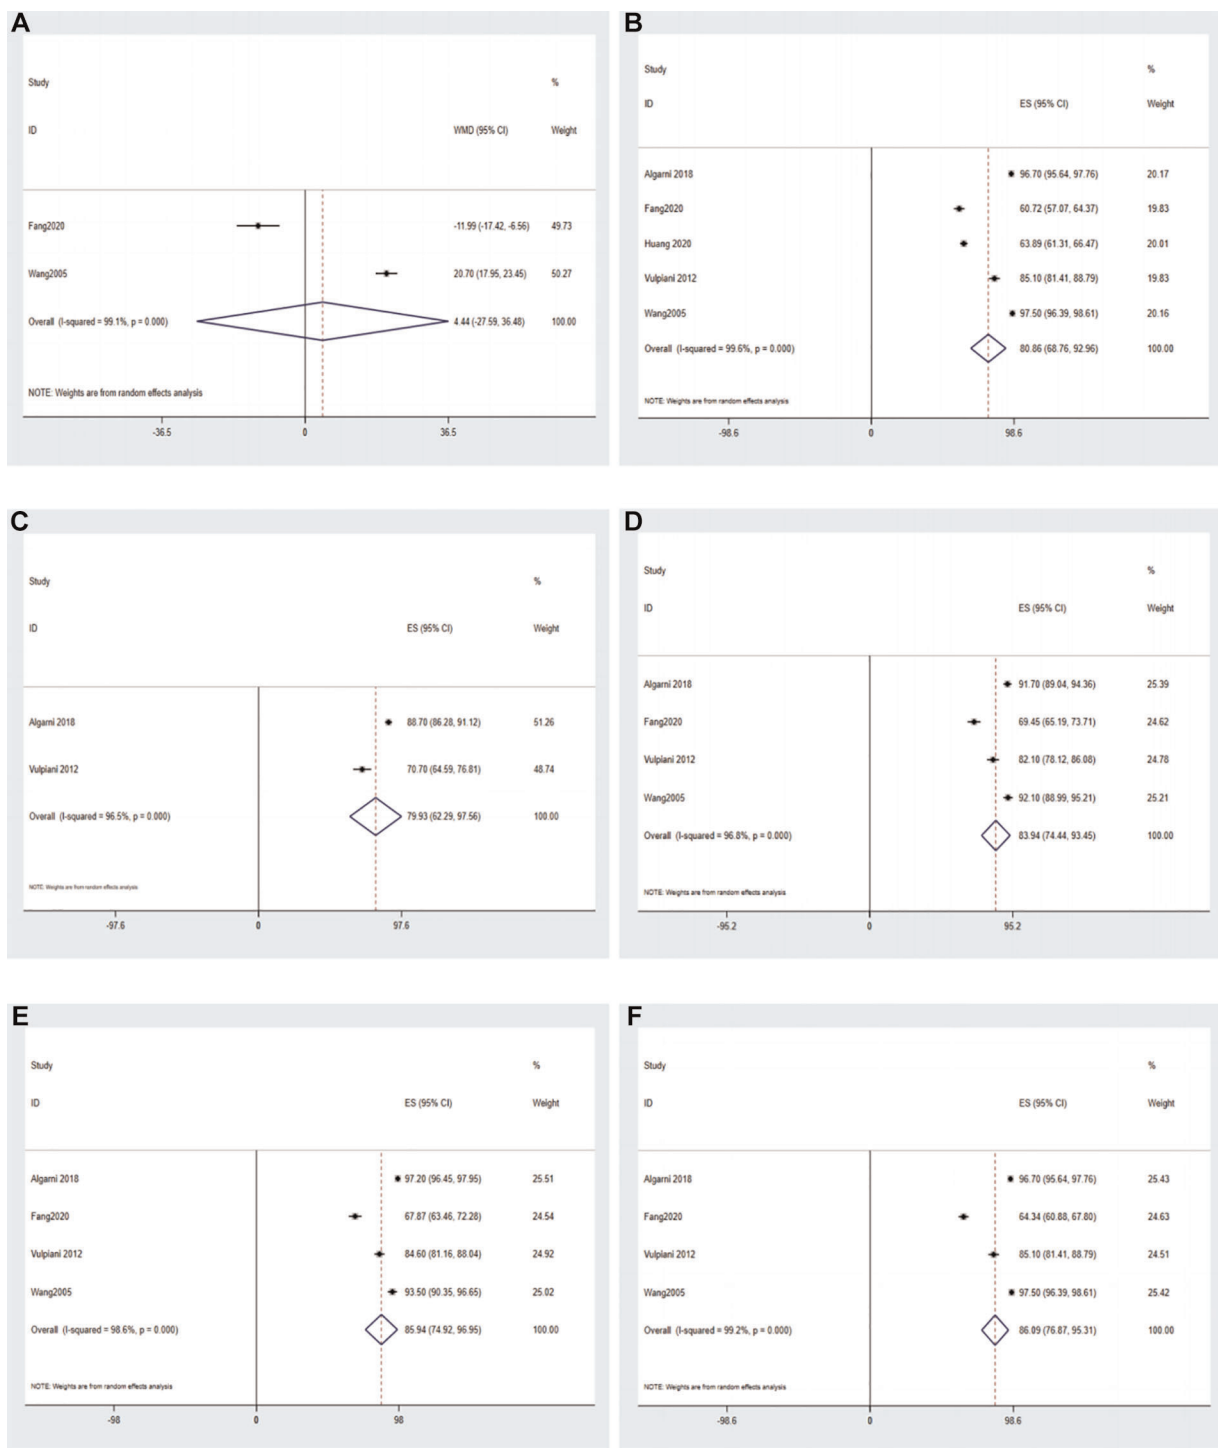 A
Study %
ID WMD (95% CI) Weight
Fang2020 -11.99 (-17.42, -6.56) 49.73
Wang2005 20.70 (17.95, 23.45) 50.27
Overall (I-squared = 99.1%, p = 0.000) 4.44 (-27.59, 36.48) 100.00
NOTE: Weights are from random effects analysis
-36.5 0 36.5
B
Study %
ID ES (95% CI) Weight
Algarni 2018 96.70 (95.64, 97.76) 20.17
Fang2020 60.72 (57.07, 64.37) 19.83
Huang 2020 63.89 (61.31, 66.47) 20.01
Vulpiani 2012 85.10 (81.41, 88.79) 19.83
Wang2005 97.50 (96.39, 98.61) 20.16
Overall (I-squared = 99.6%, p = 0.000) 80.86 (68.76, 92.96) 100.00
NOTE: Weights are from random effects analysis
-98.6 0 98.6
C
Study %
ID ES (95% CI) Weight
Algarni 2018 88.70 (86.28, 91.12) 51.26
Vulpiani 2012 70.70 (64.59, 76.81) 48.74
Overall (I-squared = 96.5%, p = 0.000) 79.93 (62.29, 97.56) 100.00
NOTE: Weights are from random effects analysis
-97.6 0 97.6
D
Study %
ID ES (95% CI) Weight
Algarni 2018 91.70 (89.04, 94.36) 25.39
Fang2020 69.45 (65.19, 73.71) 24.62
Vulpiani 2012 82.10 (78.12, 86.08) 24.78
Wang2005 92.10 (88.99, 95.21) 25.21
Overall (I-squared = 96.8%, p = 0.000) 83.94 (74.44, 93.45) 100.00
NOTE: Weights are from random effects analysis
-95.2 0 95.2
E
Study %
ID ES (95% CI) Weight
Algarni 2018 97.20 (96.45, 97.95) 25.51
Fang2020 67.87 (63.46, 72.28) 24.54
Vulpiani 2012 84.60 (81.16, 88.04) 24.92
Wang2005 93.50 (90.35, 96.65) 25.02
Overall (I-squared = 98.6%, p = 0.000) 85.94 (74.92, 96.95) 100.00
NOTE: Weights are from random effects analysis
-98 0 98
F
Study %
ID ES (95% CI) Weight
Algarni 2018 96.70 (95.64, 97.76) 25.43
Fang2020 64.34 (60.88, 67.80) 24.63
Vulpiani 2012 85.10 (81.41, 88.79) 24.51
Wang2005 97.50 (96.39, 98.61) 25.42
Overall (I-squared = 99.2%, p = 0.000) 86.09 (76.87, 95.31) 100.00
NOTE: Weights are from random effects analysis
-98.6 0 98.6